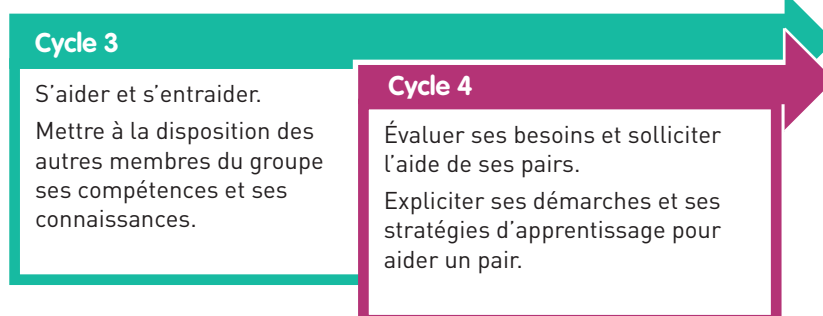 Cycle 3
S'aider et s'entraider.
Mettre à la disposition des
autres membres du groupe
ses compétences et ses
connaissances.
Cycle 4
Évaluer ses besoins et solliciter
l'aide de ses pairs.
Expliciter ses démarches et ses
stratégies d'apprentissage pour
aider un pair.